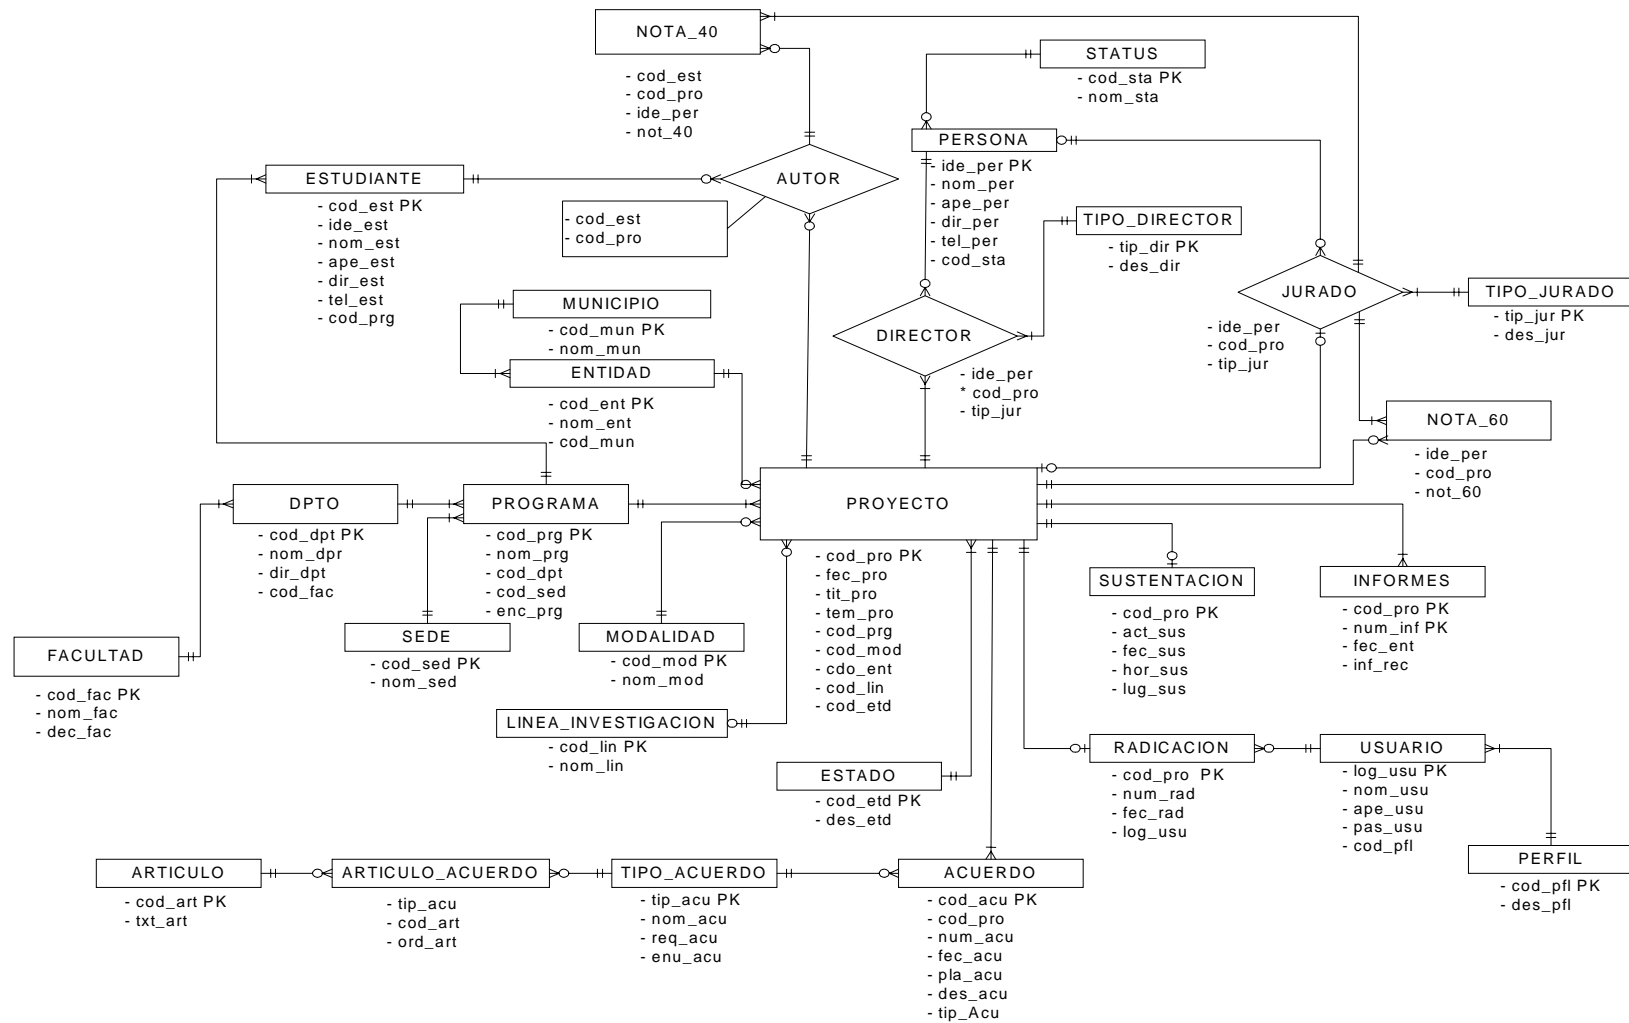 NOTA_40
- cod_est
- cod_pro
- ide_per
- not_40
STATUS
- cod_sta PK
- nom_sta
PERSONA
- ide_per PK
- nom_per
- ape_per
- dir_per
- tel_per
- cod_sta
ESTUDIANTE
- cod_est PK
- ide_est
- nom_est
- ape_est
- dir_est
- tel_est
- cod_prg
AUTOR
- cod_est
- cod_pro
TIPO_DIRECTOR
- tip_dir PK
- des_dir
MUNICIPIO
- cod_mun PK
- nom_mun
ENTIDAD
- cod_ent PK
- nom_ent
- cod_mun
DIRECTOR
- ide_per
* cod_pro
- tip_jur
JURADO
- ide_per
- cod_pro
- tip_jur
TIPO_JURADO
- tip_jur PK
- des_jur
NOTA_60
- ide_per
- cod_pro
- not_60
DPTO
- cod_dpt PK
- nom_dpr
- dir_dpt
- cod_fac
PROGRAMA
- cod_prg PK
- nom_prg
- cod_dpt
- cod_sed
- enc_prg
PROYECTO
- cod_pro PK
- fec_pro
- tit_pro
- tem_pro
- cod_prg
- cod_mod
- cdo_ent
- cod_lin
- cod_etd
SUSTENTACION
- cod_pro PK
- act_sus
- fec_sus
- hor_sus
- lug_sus
INFORMES
- cod_pro PK
- num_inf PK
- fec_ent
- inf_rec
FACULTAD
- cod_fac PK
- nom_fac
- dec_fac
SEDE
- cod_sed PK
- nom_sed
MODALIDAD
- cod_mod PK
- nom_mod
LINEA_INVESTIGACION
- cod_lin PK
- nom_lin
ESTADO
- cod_etd PK
- des_etd
RADICACION
- cod_pro PK
- num_rad
- fec_rad
- log_usu
USUARIO
- log_usu PK
- nom_usu
- ape_usu
- pas_usu
- cod_pfl
PERFIL
- cod_pfl PK
- des_pfl
ARTICULO
- cod_art PK
- txt_art
ARTICULO_ACUERDO
- tip_acu
- cod_art
- ord_art
TIPO_ACUERDO
- tip_acu PK
- nom_acu
- req_acu
- enu_acu
ACUERDO
- cod_acu PK
- cod_pro
- num_acu
- fec_acu
- pla_acu
- des_acu
- tip_Acu